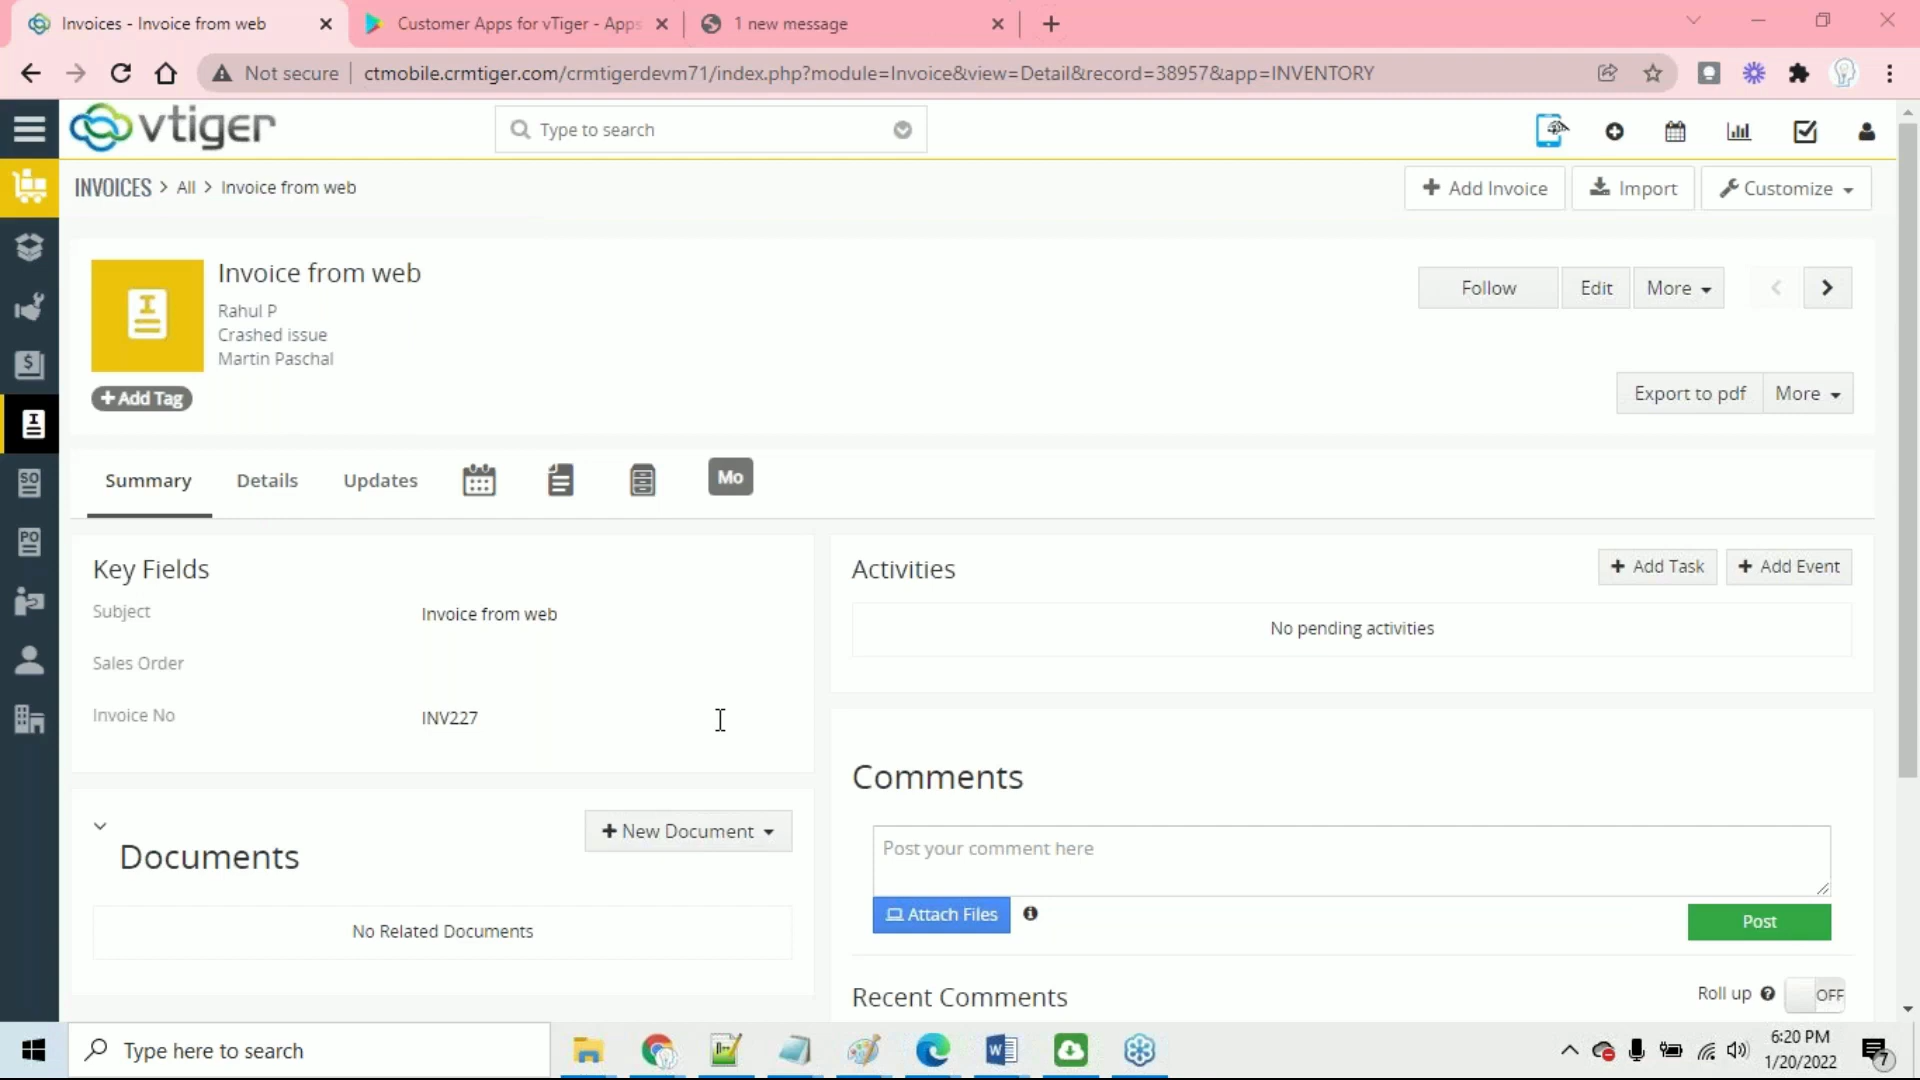 Invoices - Invoice from web
Customer Apps for vTiger - Apps
1 new message
Not secure
ctmobile.crmtiger.com/crmtigerdevm71/index.php?module=Invoice&view=Detail&record=38957&app=INVENTORY
vtiger
Type to search
INVOICES > All > Invoice from web
Add Invoice
Import
Customize
Invoice from web
Rahul P
Crashed issue
Martin Paschal
Add Tag
Follow
Edit
More
Export to pdf
More
Summary
Details
Updates
Mo
Key Fields
Subject
Invoice from web
Sales Order
Invoice No
INV227
Activities
Add Task
Add Event
No pending activities
SO
PO
Documents
New Document
No Related Documents
Comments
Post your comment here
Attach Files
Post
Recent Comments
Roll up
OFF
Type here to search
6:20 PM
1/20/2022
7